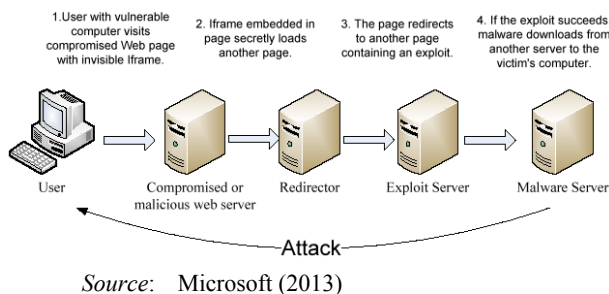 1.User with vulnerable
computer visits
compromised Web page
with invisible Iframe.
2. Iframe embedded in
page secretly loads
another page.
3. The page redirects
to another page
containing an exploit.
4. If the exploit succeeds
malware downloads from
another server to the
victim's computer.
User
Compromised or
malicious web server
Redirector
Exploit Server
Malware Server
Attack
Source: Microsoft (2013)